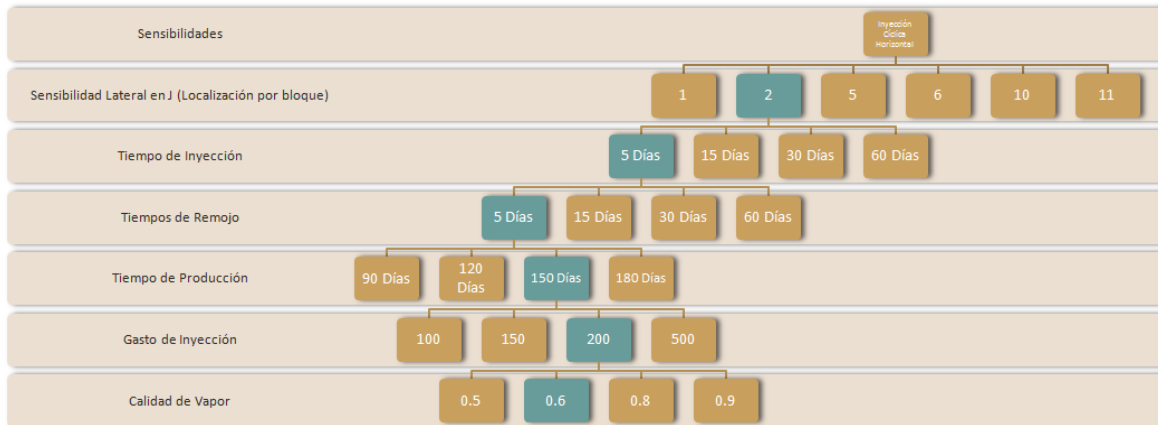 Sensibilidades
Inyección
Cíclica
Horizontal
Sensibilidad Lateral en J (Localización por bloque)
1
2
5
6
10
11
Tiempo de Inyección
5 Días
15 Días
30 Días
60 Días
Tiempos de Remojo
5 Días
15 Días
30 Días
60 Días
Tiempo de Producción
90 Días
120
Días
150 Días
180 Días
Gasto de Inyección
100
150
200
500
Calidad de Vapor
0.5
0.6
0.8
0.9